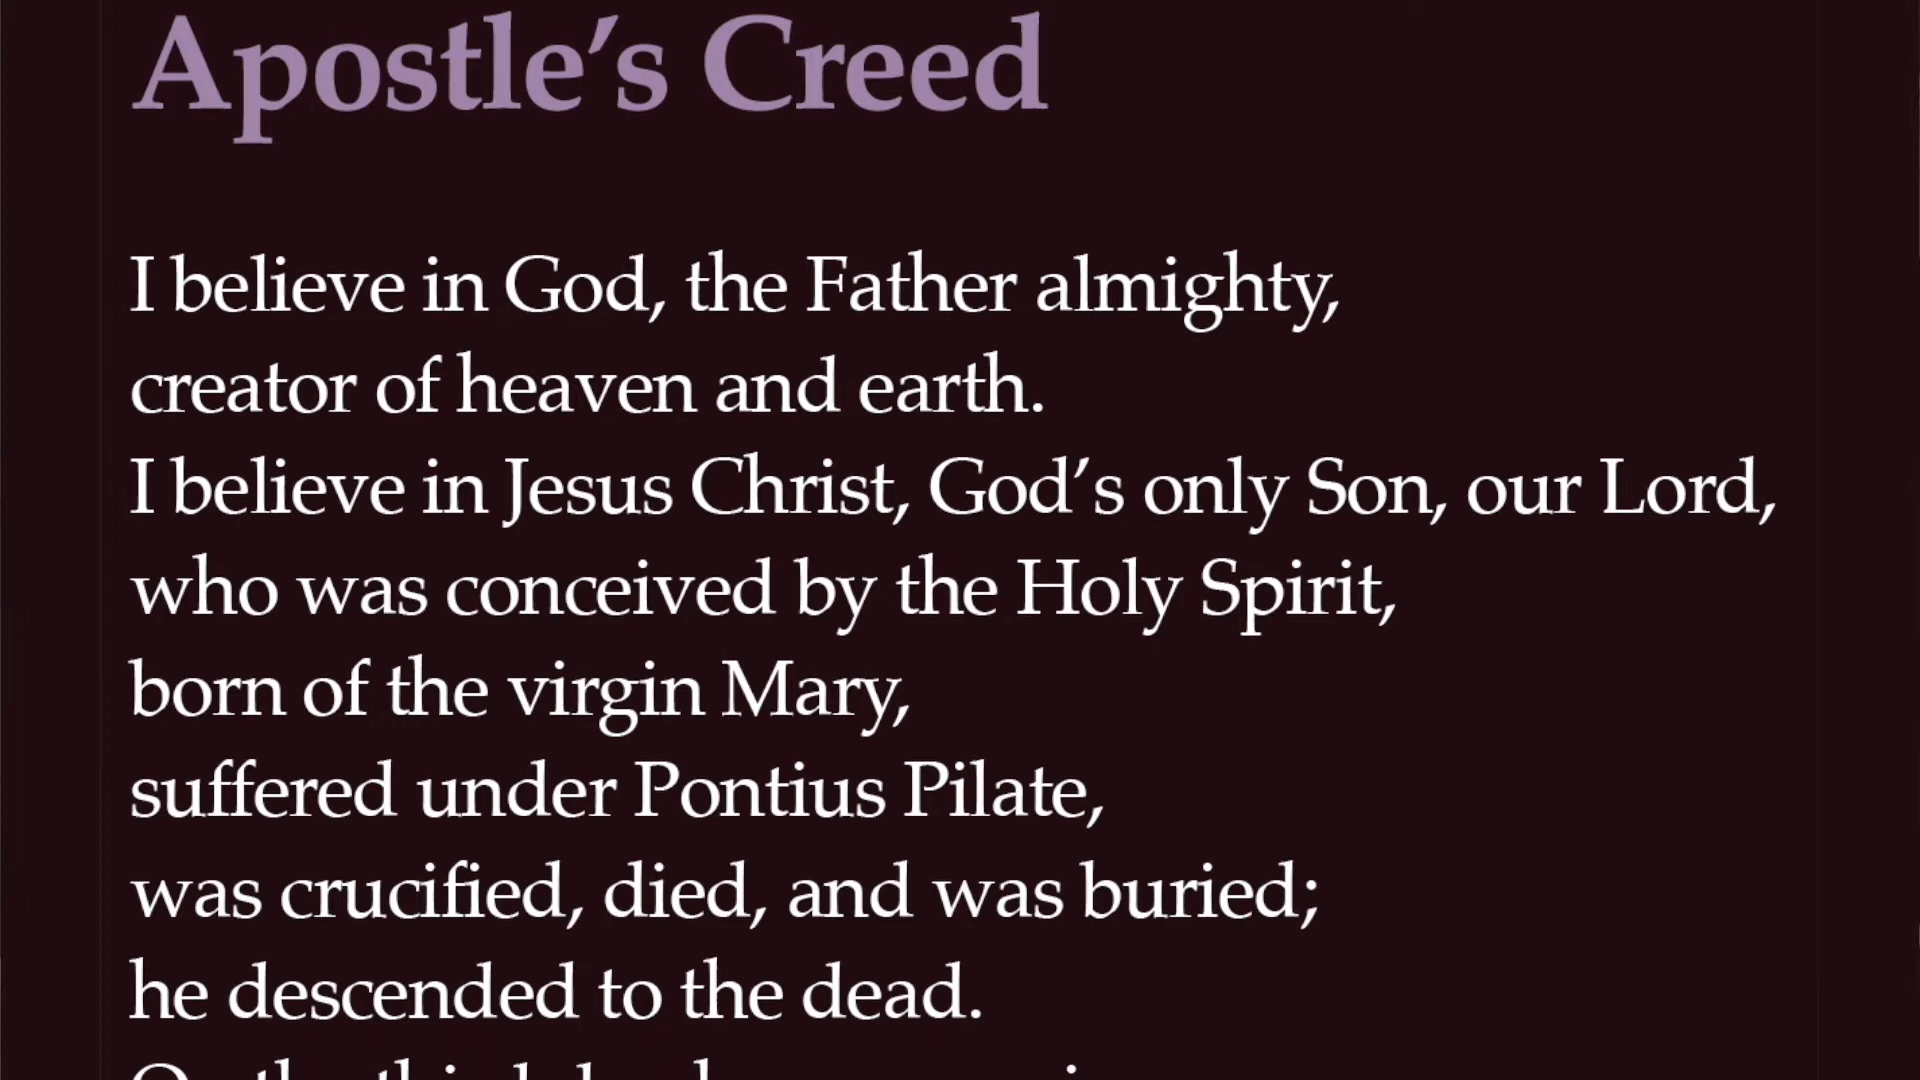 Apostle’s Creed
I believe in God, the Father almighty,
creator of heaven and earth.
I believe in Jesus Christ, God’s only Son, our Lord,
who was conceived by the Holy Spirit,
born of the virgin Mary,
suffered under Pontius Pilate,
was crucified, died, and was buried;
he descended to the dead.